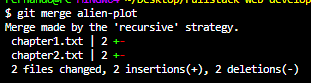 $ git merge alien-plot
Merge made by the 'recursive' strategy.
chapter1.txt | 2 +-
chapter2.txt | 2 +-
2 files changed, 2 insertions(+), 2 deletions(-)